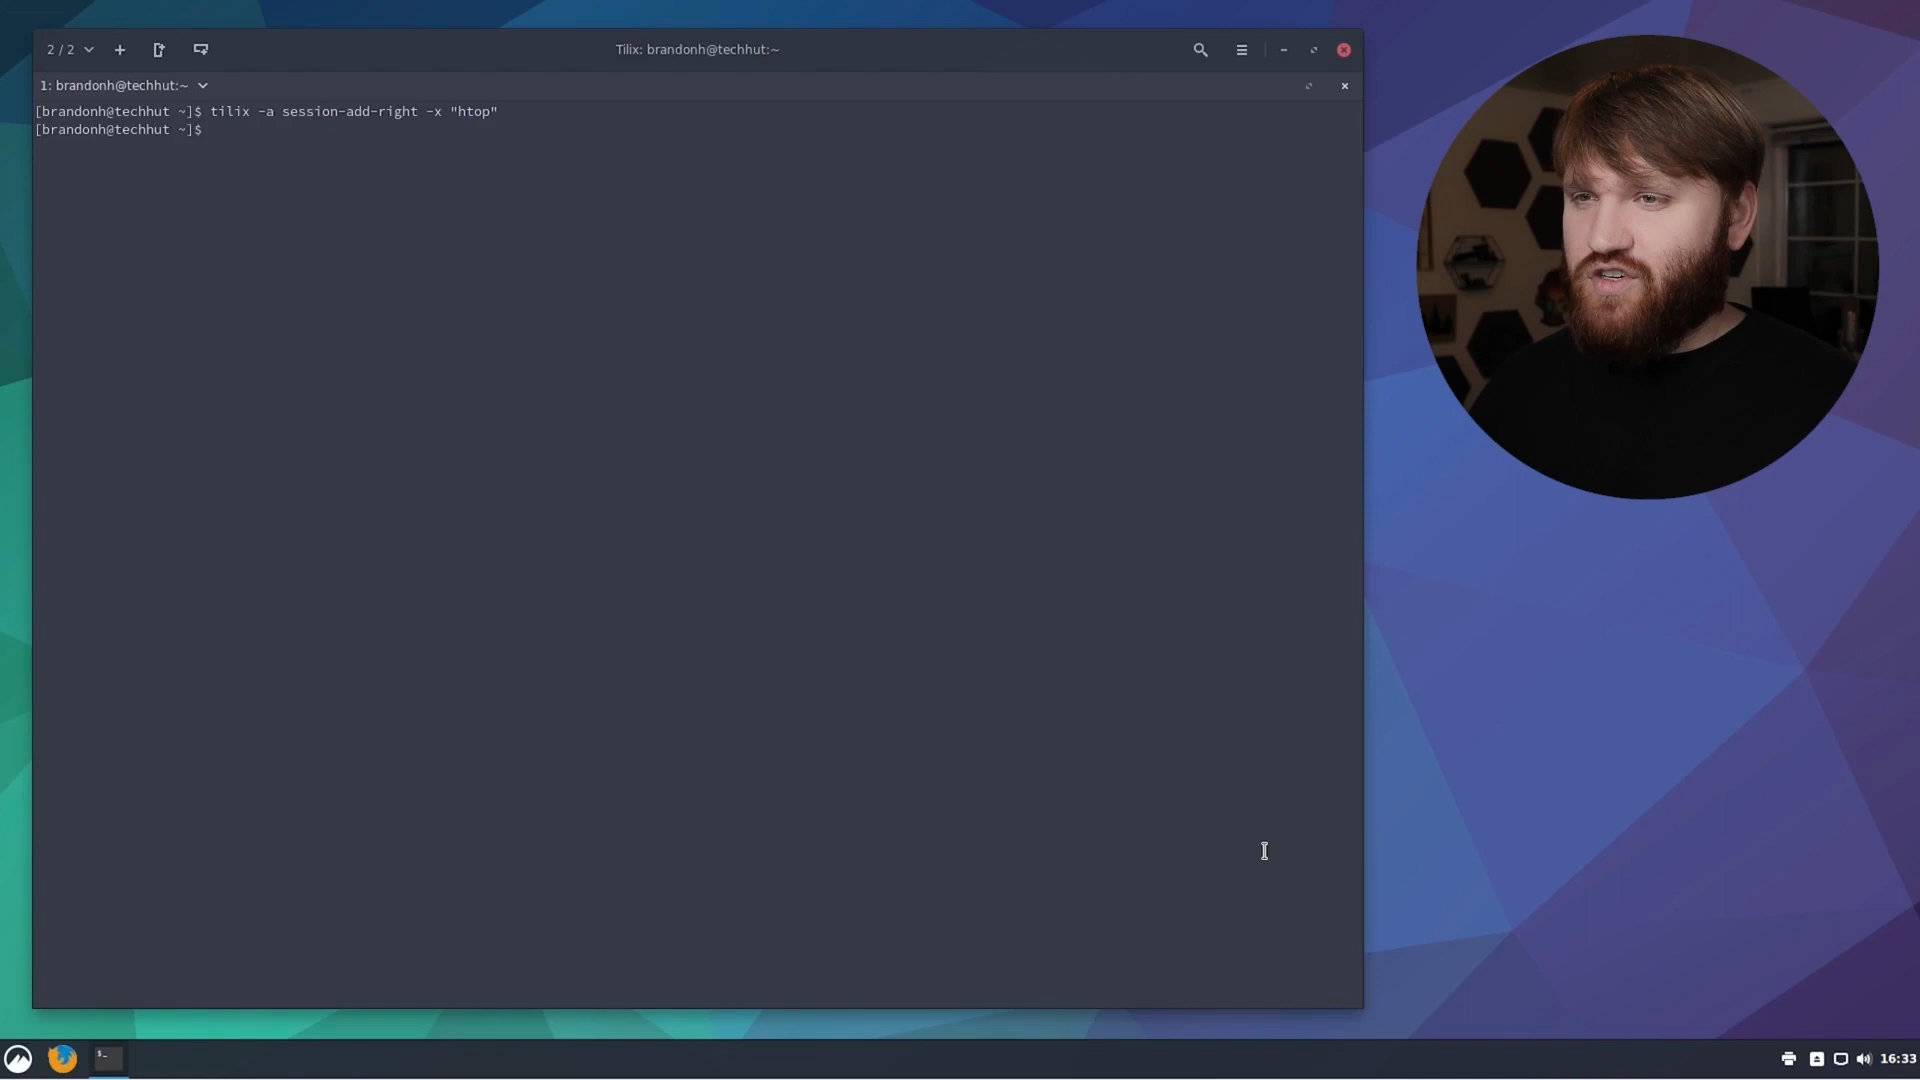 2 / 2
Tilix: brandonh@techhut:~
1: brandonh@techhut:~
[brandonh@techhut ~]$ tilix -a session-add-right -x "htop"
[brandonh@techhut ~]$
$_
16:33